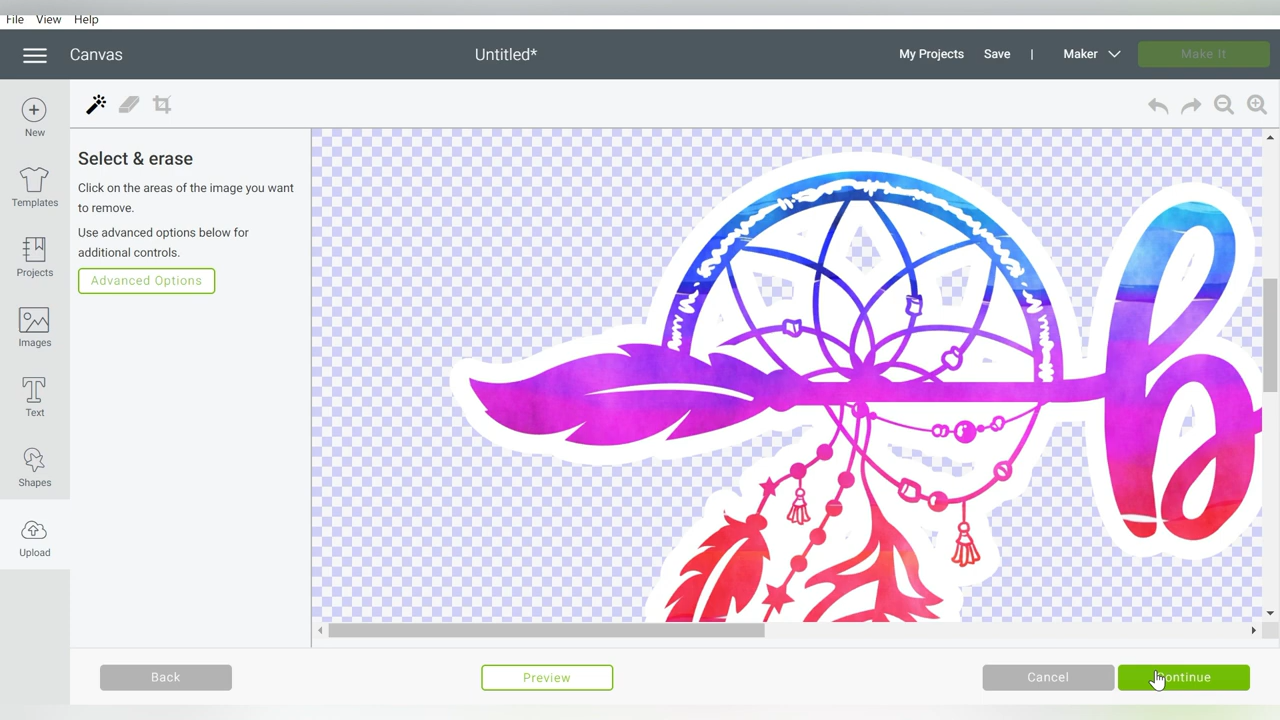 File View Help
Canvas Untitled* My Projects Save | Maker Make It
New
Templates
Projects
Images
Text
Shapes
Upload
Select & erase
Click on the areas of the image you want
to remove.
Use advanced options below for
additional controls.
Advanced Options
b
Back Preview Cancel Continue